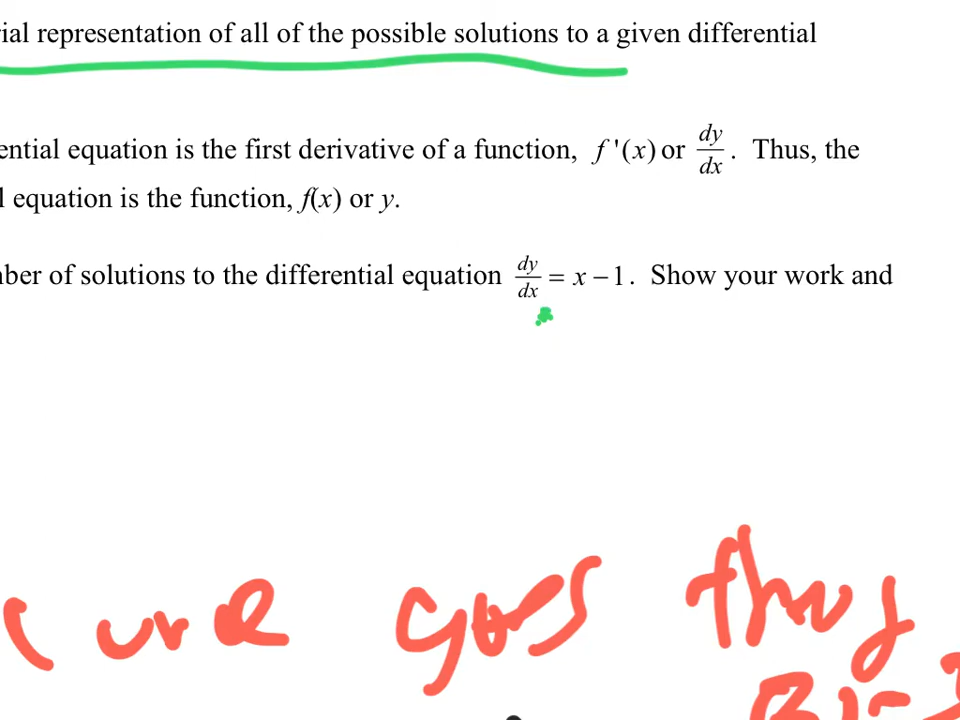 ial representation of all of the possible solutions to a given differential
ential equation is the first derivative of a function, f '(x) or dy/dx. Thus, the
l equation is the function, f(x) or y.
ber of solutions to the differential equation dy/dx = x − 1. Show your work and
goes